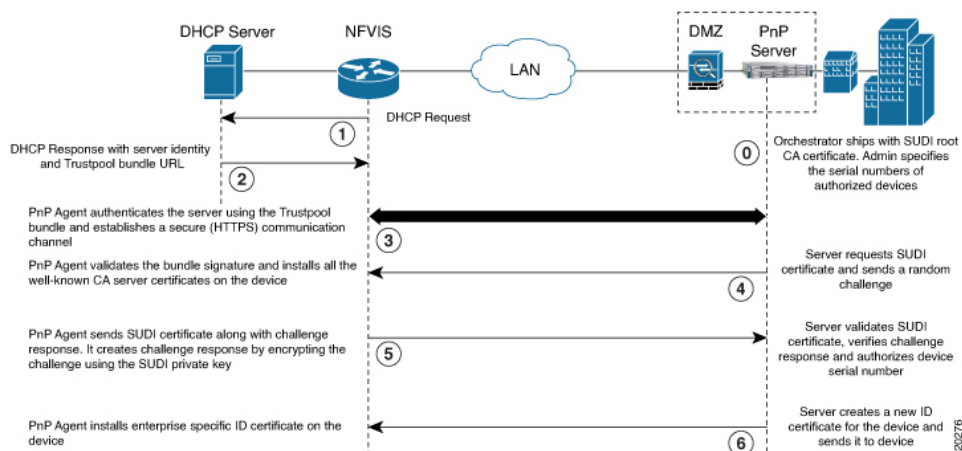 DHCP Server
NFVIS
DMZ
PnP
Server
LAN
1
DHCP Request
DHCP Response with server identity
and Trustpool bundle URL
2
0
Orchestrator ships with SUDI root
CA certificate. Admin specifies
the serial numbers of
authorized devices
PnP Agent authenticates the server using the Trustpool
bundle and establishes a secure (HTTPS) communication
channel
3
PnP Agent validates the bundle signature and installs all the
well-known CA server certificates on the device
4
Server requests SUDI
certificate and sends a random
challenge
PnP Agent sends SUDI certificate along with challenge
response. It creates challenge response by encrypting the
challenge using the SUDI private key
5
Server validates SUDI
certificate, verifies challenge
response and authorizes device
serial number
PnP Agent installs enterprise specific ID certificate on the
device
6
Server creates a new ID
certificate for the device and
sends it to device
20276